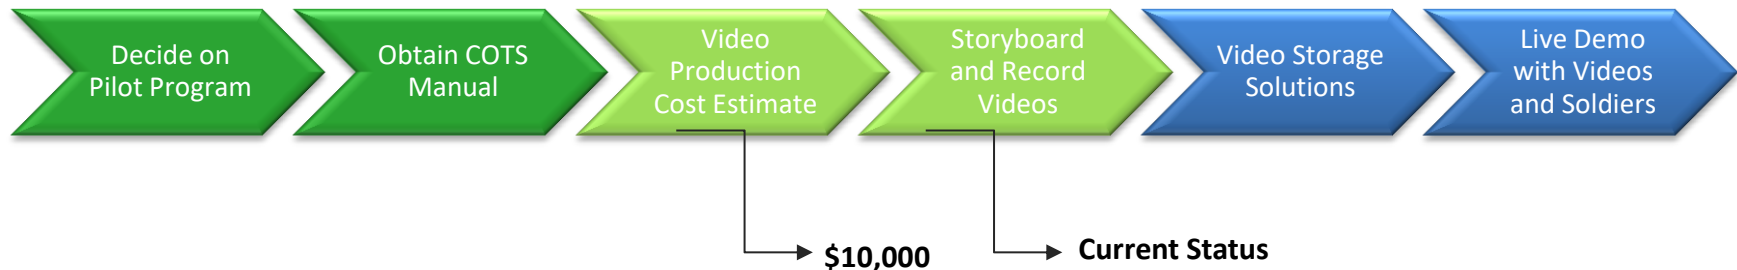 Decide on
Pilot Program
Obtain COTS
Manual
Video
Production
Cost Estimate
Storyboard
and Record
Videos
Video Storage
Solutions
Live Demo
with Videos
and Soldiers
$10,000
Current Status